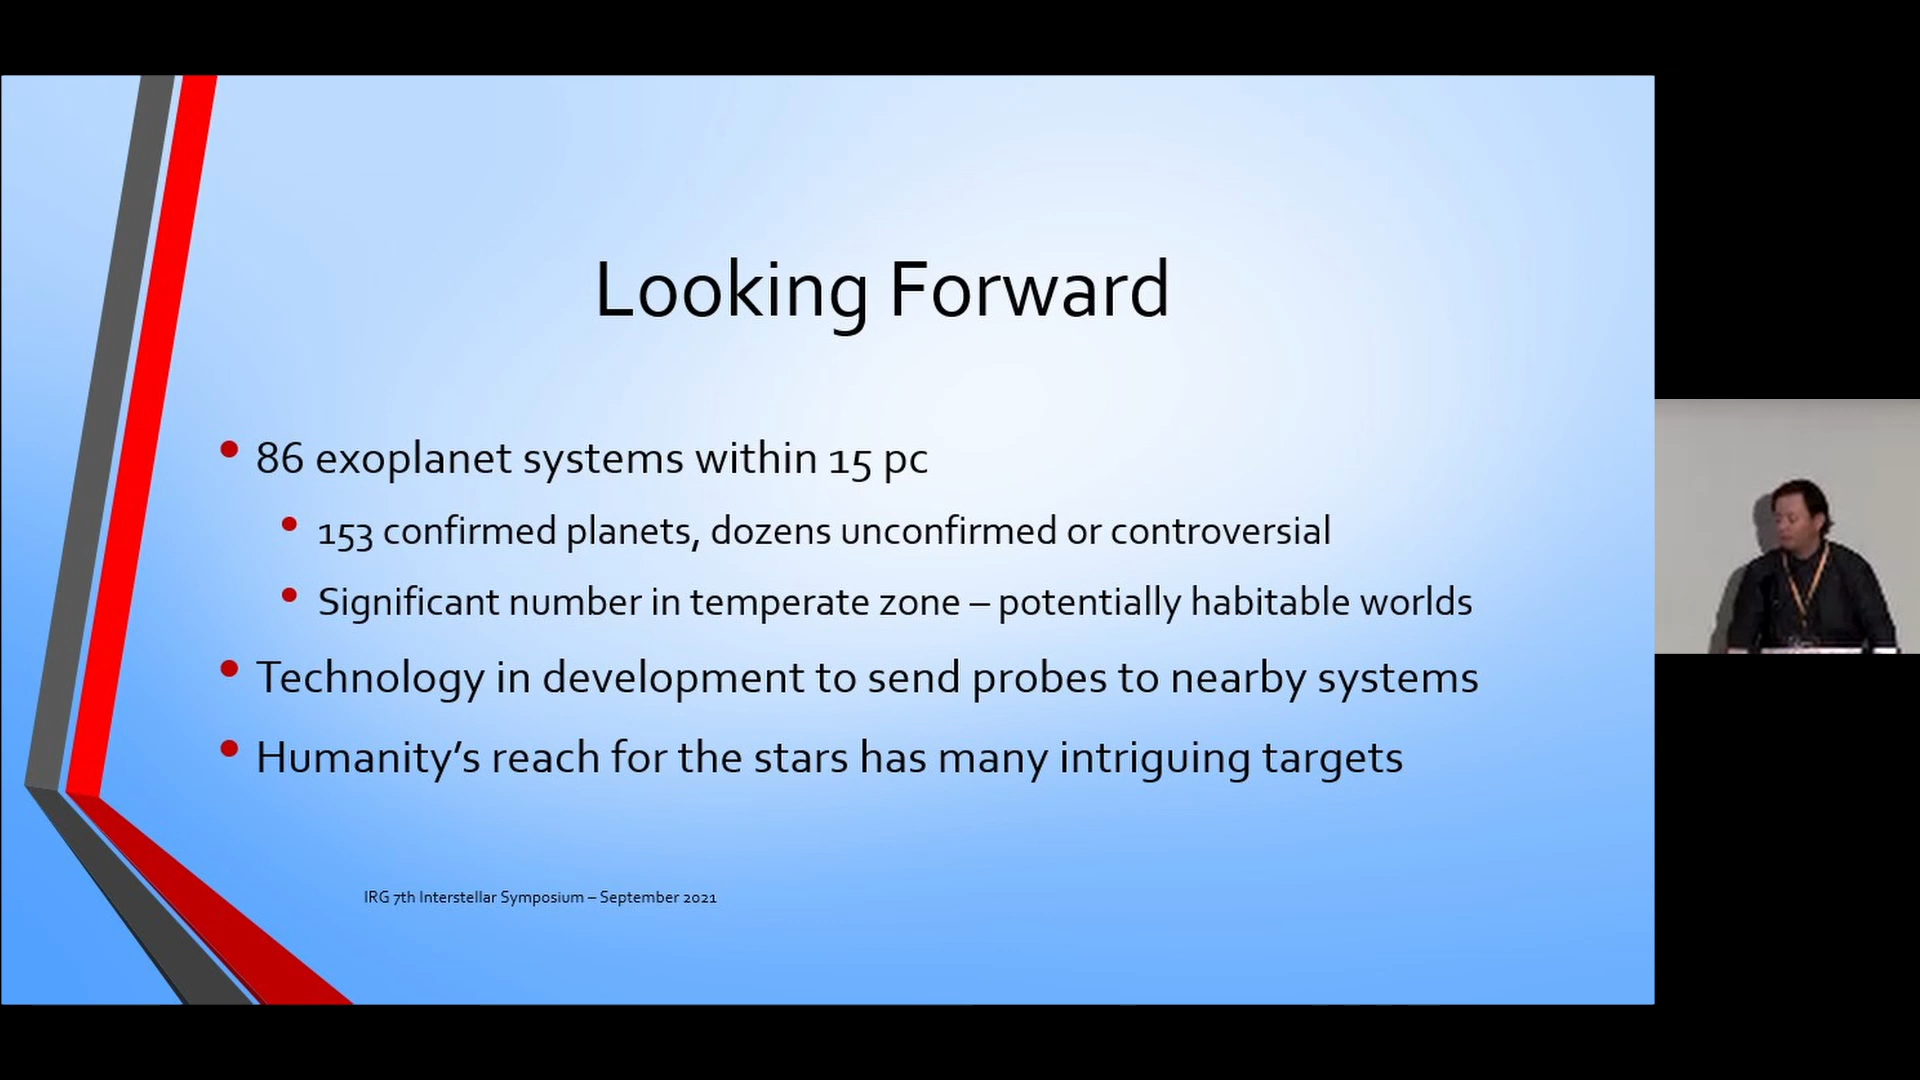 Looking Forward
86 exoplanet systems within 15 pc
153 confirmed planets, dozens unconfirmed or controversial
Significant number in temperate zone – potentially habitable worlds
Technology in development to send probes to nearby systems
Humanity’s reach for the stars has many intriguing targets
IRG 7th Interstellar Symposium – September 2021